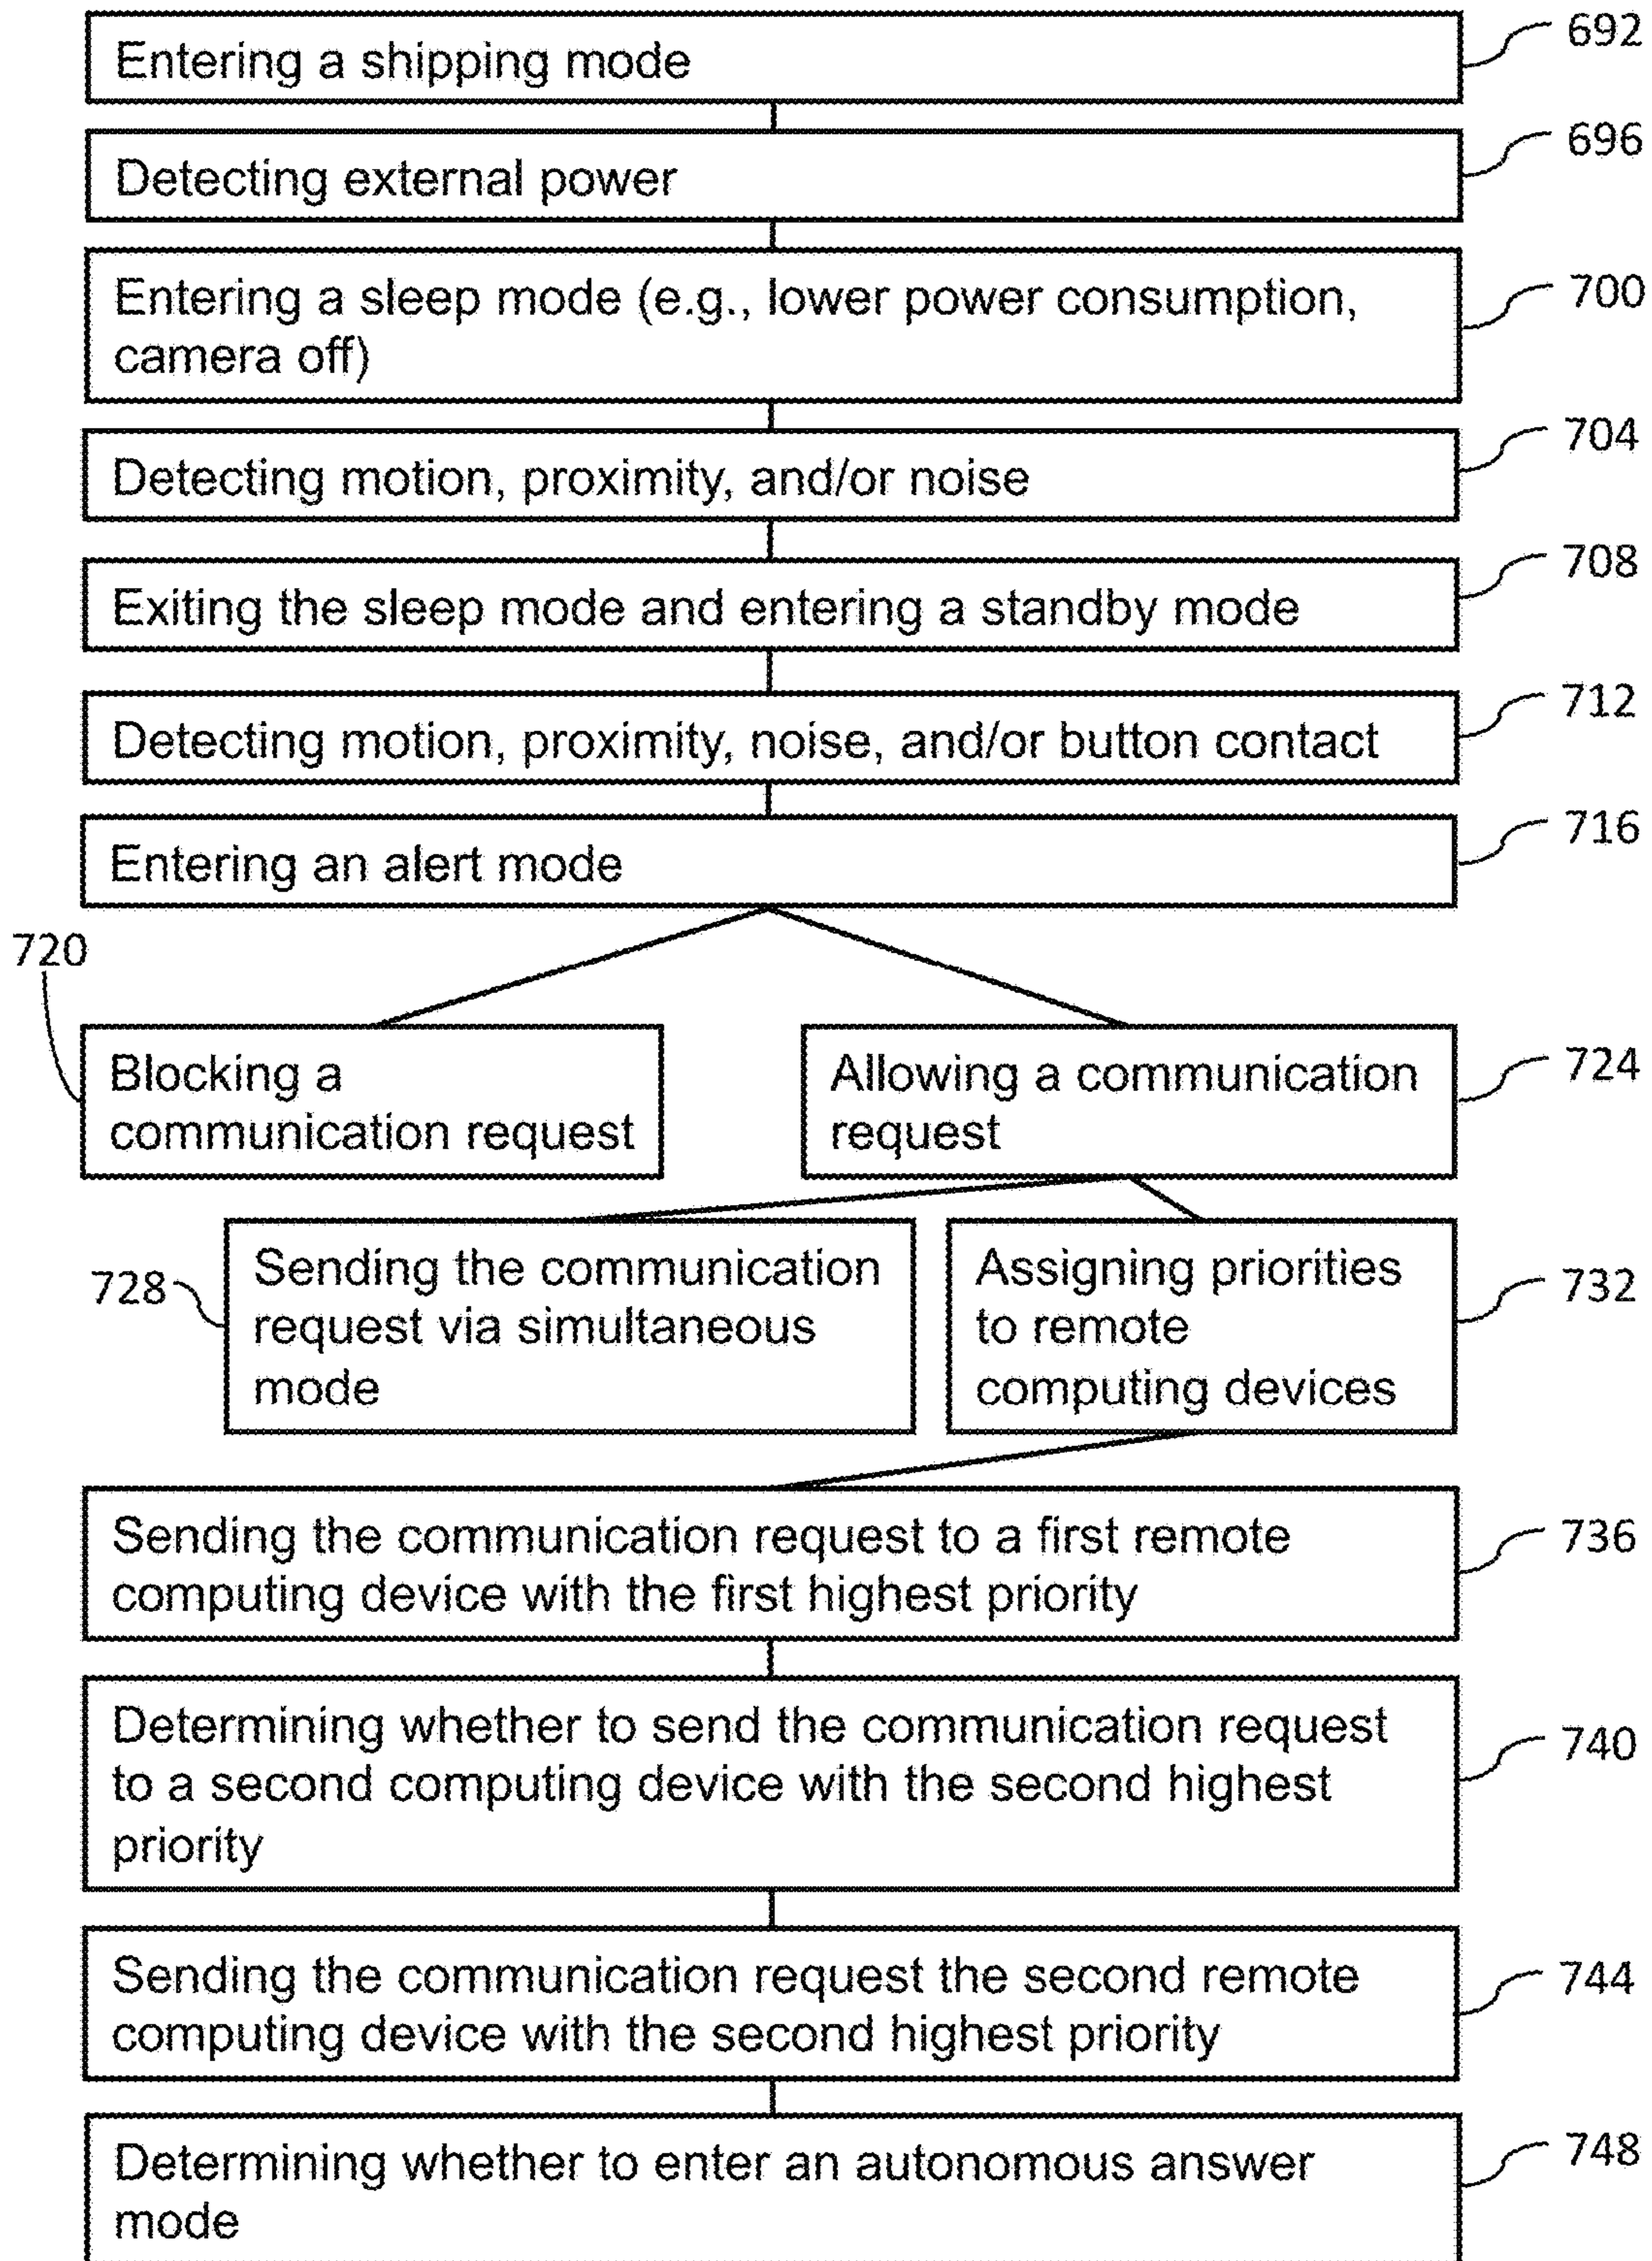 Entering a shipping mode
692
Detecting external power
696
Entering a sleep mode (e.g., lower power consumption,
camera off)
700
Detecting motion, proximity, and/or noise
704
Exiting the sleep mode and entering a standby mode
708
Detecting motion, proximity, noise, and/or button contact
712
Entering an alert mode
716
720
Blocking a
communication request
Allowing a communication
request
724
728
Sending the communication
request via simultaneous
mode
Assigning priorities
to remote
computing devices
732
Sending the communication request to a first remote
computing device with the first highest priority
736
Determining whether to send the communication request
to a second computing device with the second highest
priority
740
Sending the communication request the second remote
computing device with the second highest priority
744
Determining whether to enter an autonomous answer
mode
748